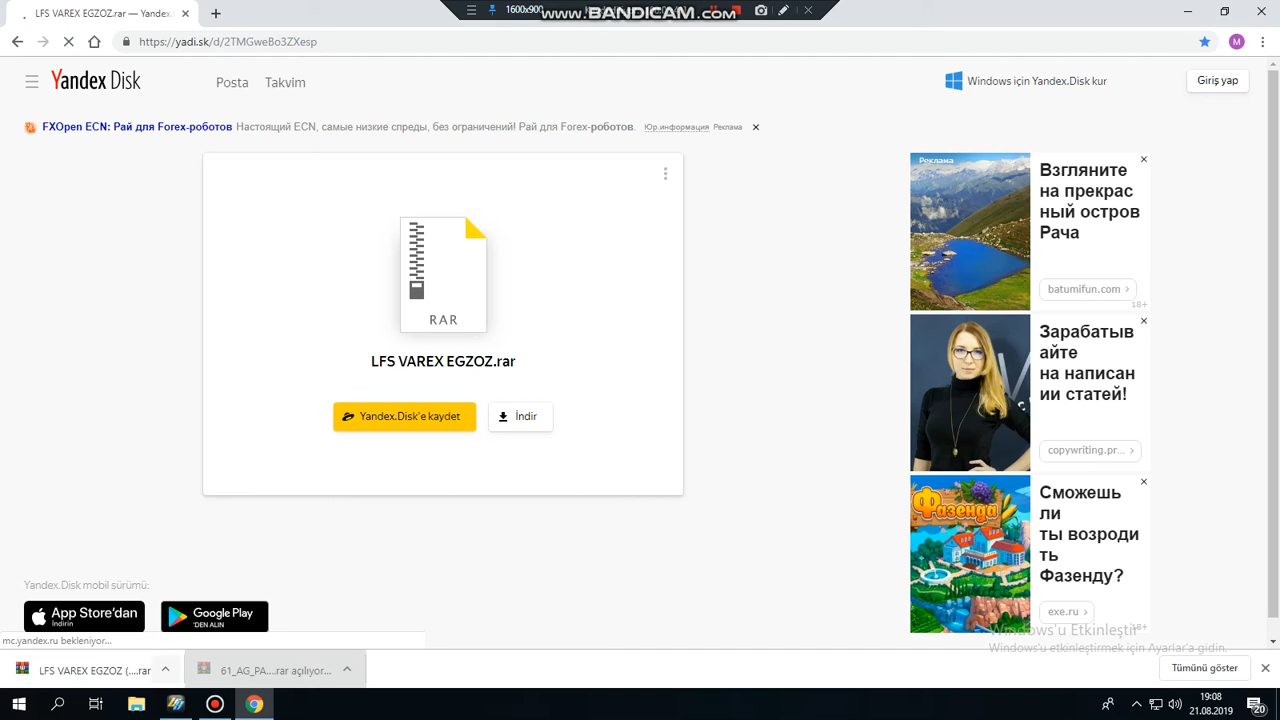 LFS VAREX EGZOZ.rar — Yandex.D
1600x900
www.BANDICAM.com
https://yadi.sk/d/2TMGweBo3ZXesp
M
Yandex Disk
Posta
Takvim
Windows için Yandex.Disk kur
Giriş yap
FXOpen ECN: Рай для Forex-роботов Настоящий ECN, самые низкие спреды, без ограничений! Рай для Forex-роботов. Юр.информация Реклама
RAR
LFS VAREX EGZOZ.rar
Yandex.Disk'e kaydet
İndir
Реклама
Взгляните
на прекрас
ный остров
Рача
batumifun.com
18+
Зарабатыв
айте
на написан
ии статей!
copywriting.pr...
Фазенда
Сможешь
ли
ты возроди
ть
Фазенду?
exe.ru
18+
Yandex.Disk mobil sürümü:
App Store'dan
İndirin
Google Play
'DEN ALIN
mc.yandex.ru bekleniyor...
Windows'u Etkinleştir
Windows'u etkinleştirmek için Ayarlar'a gidin.
LFS VAREX EGZOZ (....rar
61_AG_PA....rar açılıyor...
Tümünü göster
19:08
21.08.2019
20